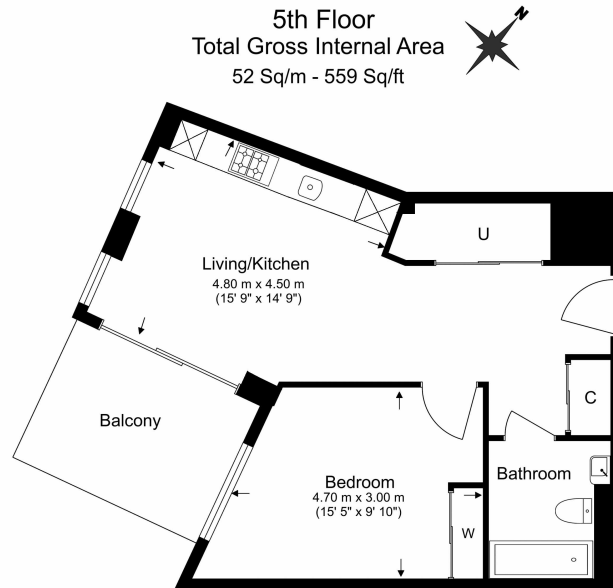 5th Floor
Total Gross Internal Area
52 Sq/m - 559 Sq/ft
N
U
Living/Kitchen
4.80 m x 4.50 m
(15' 9" x 14' 9")
C
Balcony
Bedroom
4.70 m x 3.00 m
(15' 5" x 9' 10")
Bathroom
W